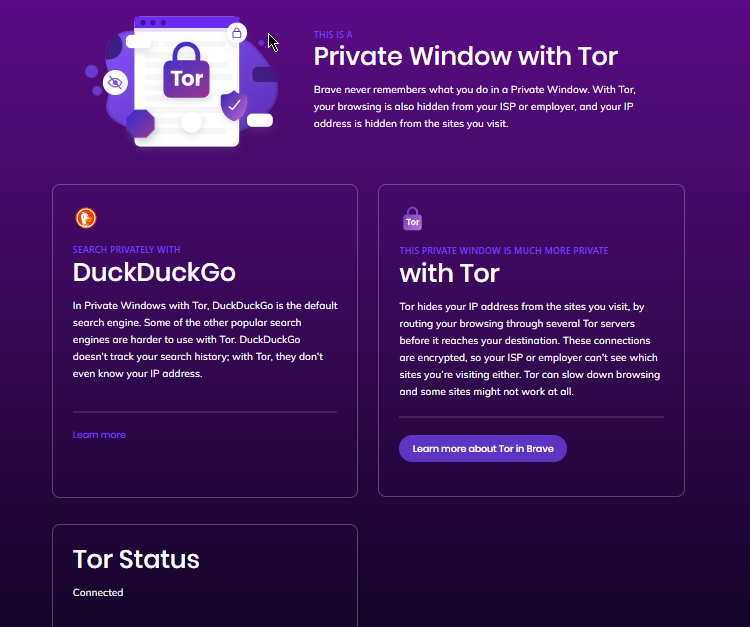 Tor
THIS IS A
Private Window with Tor
Brave never remembers what you do in a Private Window. With Tor,
your browsing is also hidden from your ISP or employer, and your IP
address is hidden from the sites you visit.
SEARCH PRIVATELY WITH
DuckDuckGo
In Private Windows with Tor, DuckDuckGo is the default
search engine. Some of the other popular search
engines are harder to use with Tor. DuckDuckGo
doesn't track your search history; with Tor, they don't
even know your IP address.
Learn more
Tor
THIS PRIVATE WINDOW IS MUCH MORE PRIVATE
with Tor
Tor hides your IP address from the sites you visit, by
routing your browsing through several Tor servers
before it reaches your destination. These connections
are encrypted, so your ISP or employer can't see which
sites you're visiting either. Tor can slow down browsing
and some sites might not work at all.
Learn more about Tor in Brave
Tor Status
Connected